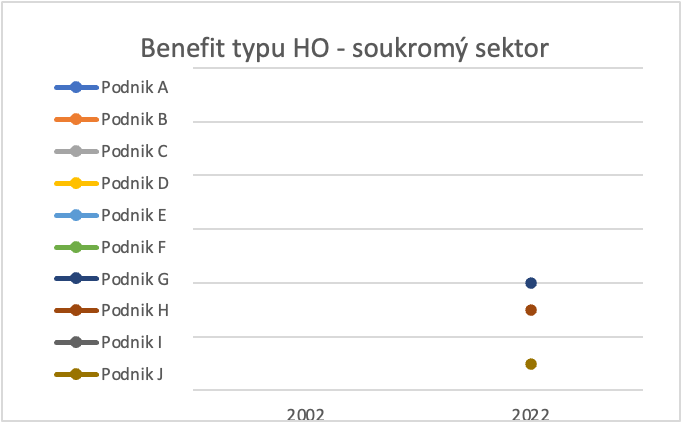 Benefit typu HO - soukromý sektor
Podnik A
Podnik B
Podnik C
Podnik D
Podnik E
Podnik F
Podnik G
Podnik H
Podnik I
Podnik J
2002
2022